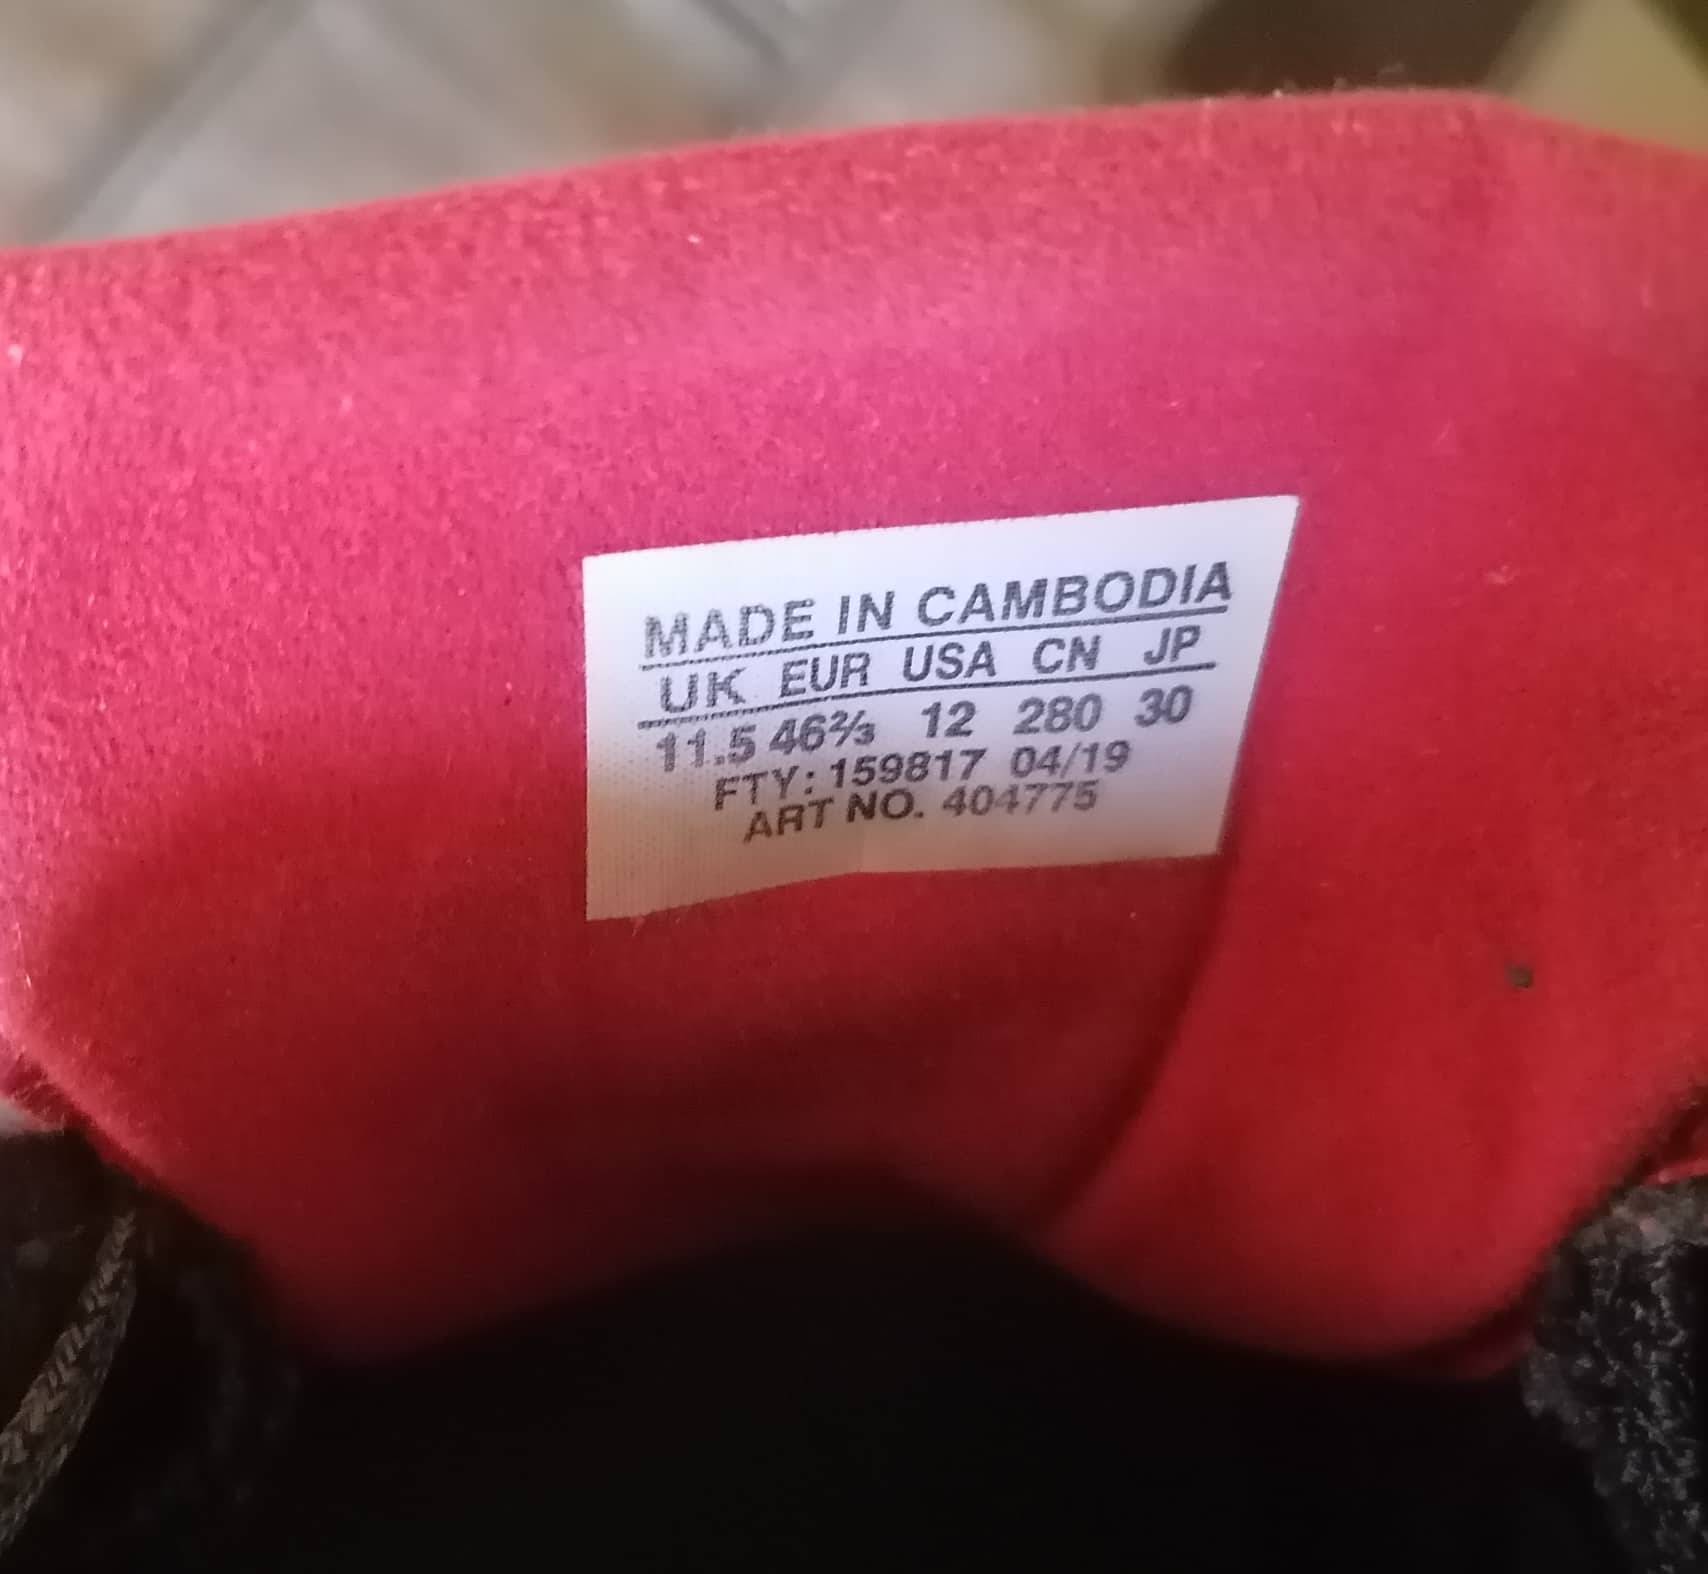 MADE IN CAMBODIA
UK EUR USA CN JP
11.5 46⅔ 12 280 30
FTY: 159817 04/19
ART NO. 404775